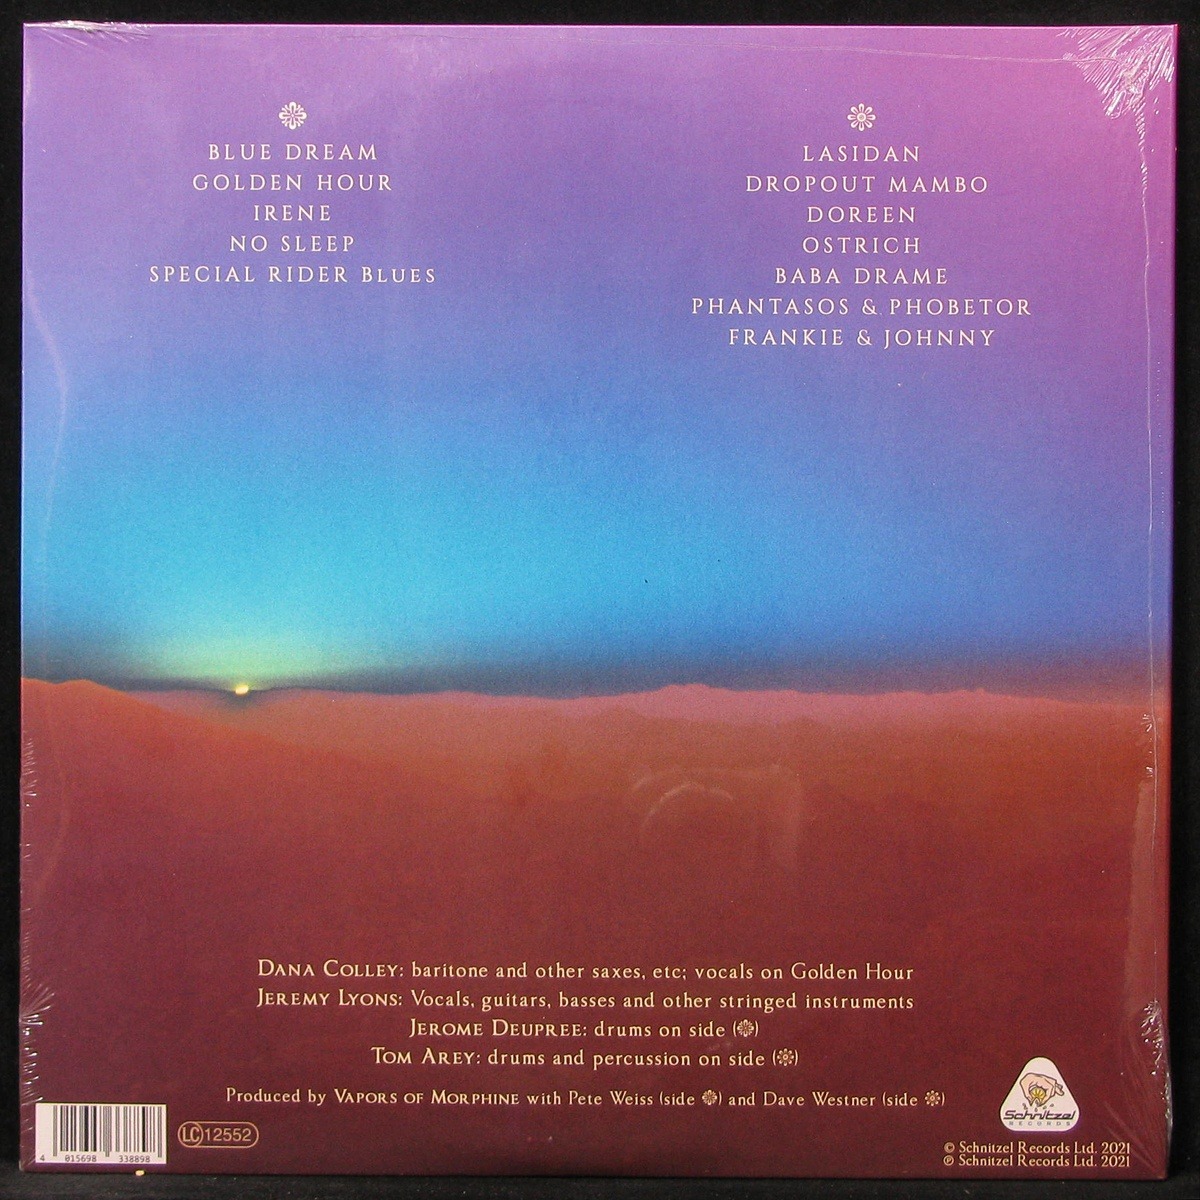 BLUE DREAM
GOLDEN HOUR
IRENE
NO SLEEP
SPECIAL RIDER BLUES
LASIDAN
DROPOUT MAMBO
DOREEN
OSTRICH
BABA DRAME
PHANTASOS & PHOBETOR
FRANKIE & JOHNNY
DANA COLLEY: baritone and other saxes, etc; vocals on Golden Hour
JEREMY LYONS: Vocals, guitars, basses and other stringed instruments
JEROME DEUPREE: drums on side ( )
TOM AREY: drums and percussion on side ( )
Produced by VAPORS OF MORPHINE with Pete Weiss (side ) and Dave Westner (side )
Schnitzel
RECORDS
4 015698 338898
LC 12552
© Schnitzel Records Ltd. 2021
℗ Schnitzel Records Ltd. 2021